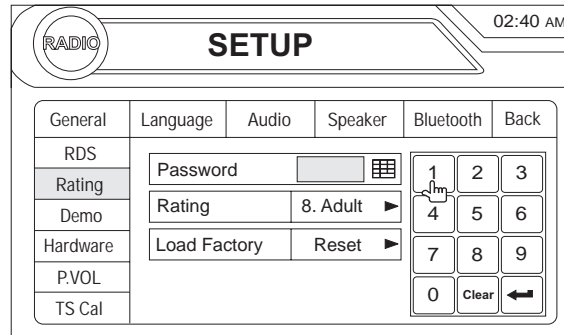 RADIO
SETUP
02:40 AM
General
Language
Audio
Speaker
Bluetooth
Back
RDS
Rating
Demo
Hardware
P.VOL
TS Cal
Password
Rating
8. Adult
Load Factory
Reset
1
2
3
4
5
6
7
8
9
0
Clear